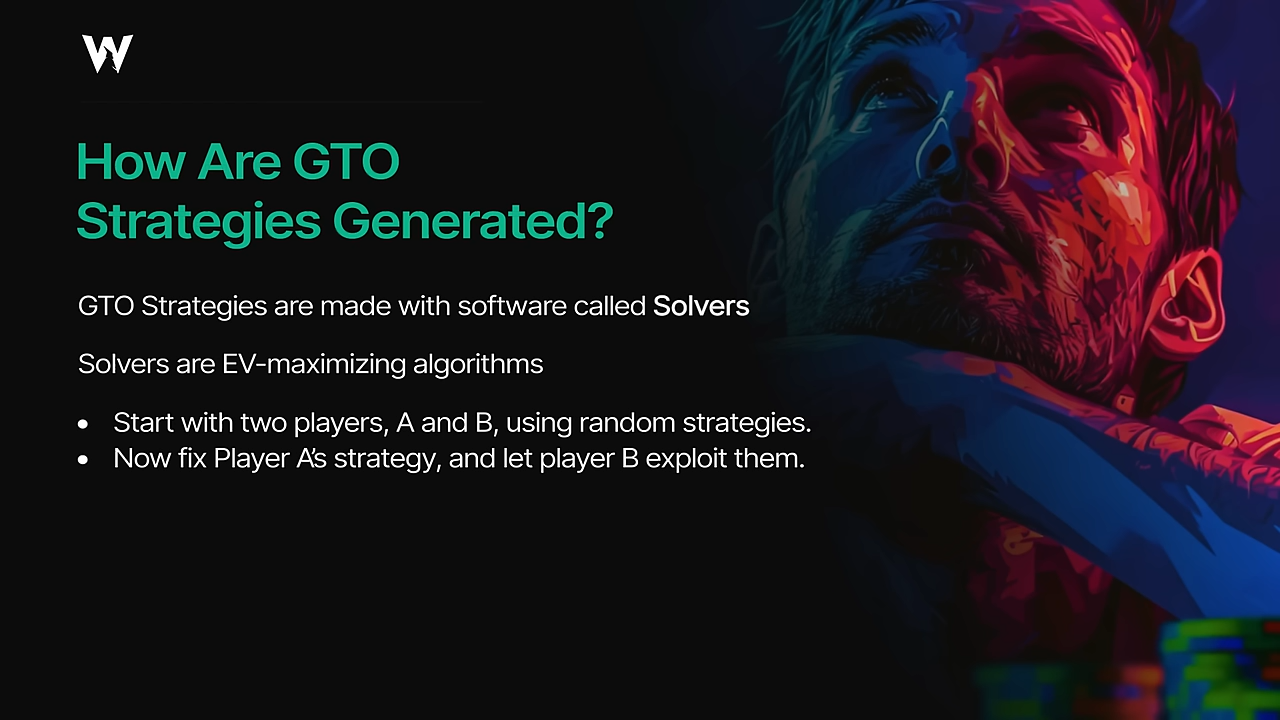 W
How Are GTO
Strategies Generated?
GTO Strategies are made with software called Solvers
Solvers are EV-maximizing algorithms
• Start with two players, A and B, using random strategies.
• Now fix Player A's strategy, and let player B exploit them.